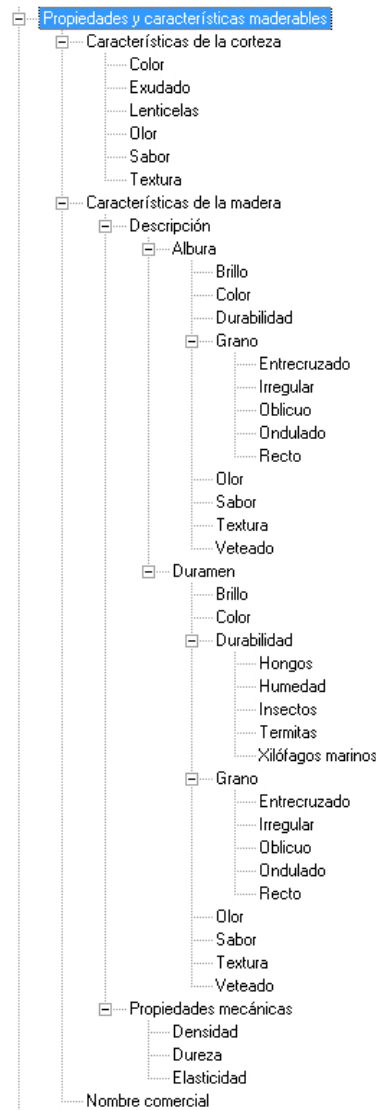 Propiedades y características maderables
Características de la corteza
Color
Exudado
Lenticelas
Olor
Sabor
Textura
Características de la madera
Descripción
Albura
Brillo
Color
Durabilidad
Grano
Entrecruzado
Irregular
Oblicuo
Ondulado
Recto
Olor
Sabor
Textura
Veteado
Duramen
Brillo
Color
Durabilidad
Hongos
Humedad
Insectos
Termitas
Xilófagos marinos
Grano
Entrecruzado
Irregular
Oblicuo
Ondulado
Recto
Olor
Sabor
Textura
Veteado
Propiedades mecánicas
Densidad
Dureza
Elasticidad
Nombre comercial